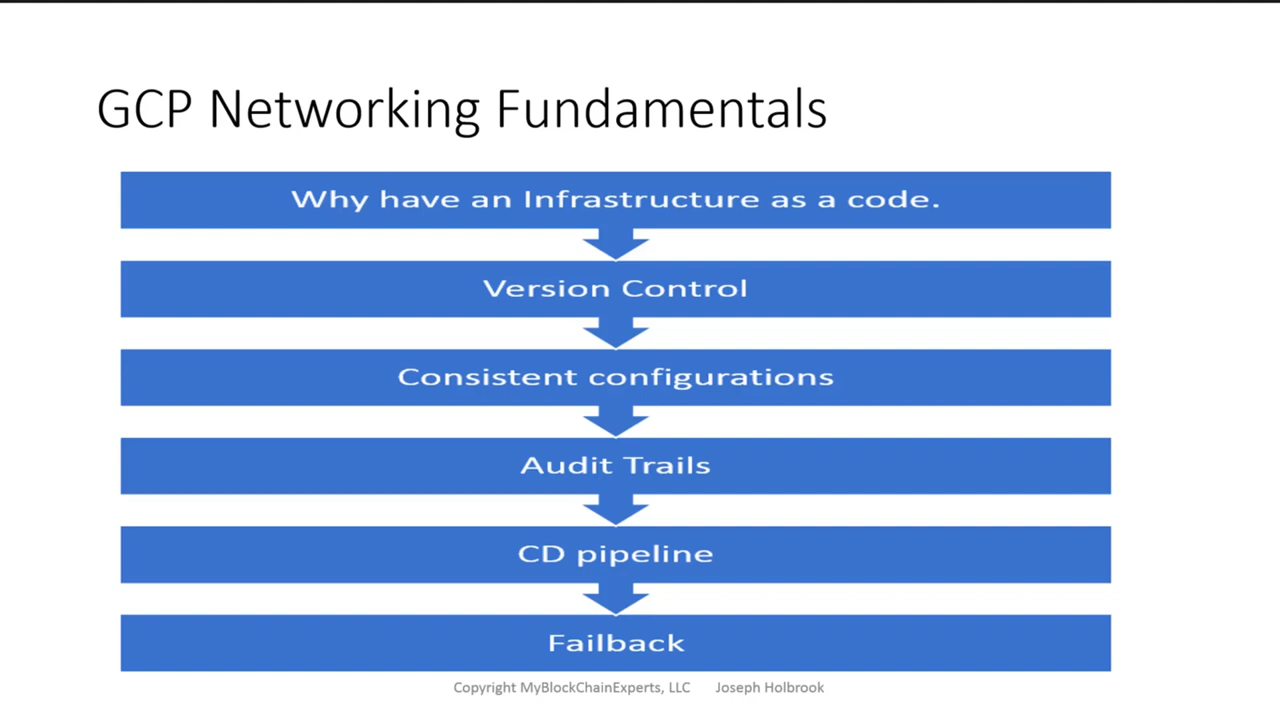 GCP Networking Fundamentals
Why have an Infrastructure as a code.
Version Control
Consistent configurations
Audit Trails
CD pipeline
Failback
Copyright MyBlockChainExperts, LLC Joseph Holbrook